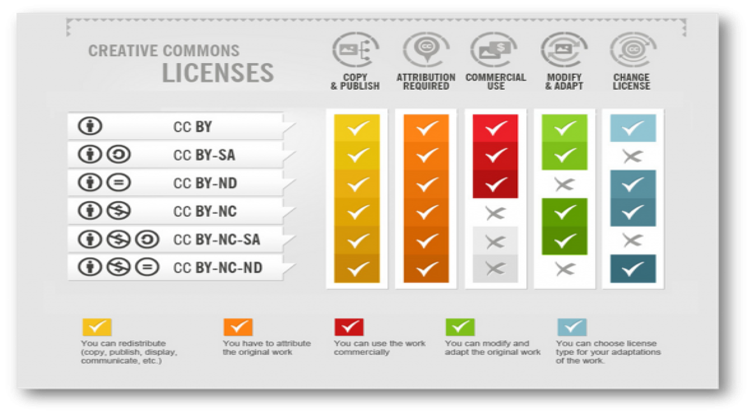 CREATIVE COMMONS
LICENSES
COPY
& PUBLISH
ATTRIBUTION
REQUIRED
COMMERCIAL
USE
MODIFY
& ADAPT
CHANGE
LICENSE
CC BY
CC BY-SA
CC BY-ND
CC BY-NC
CC BY-NC-SA
CC BY-NC-ND
You can redistribute
(copy, publish, display,
communicate, etc.)
You have to attribute
the original work
You can use the work
commercially
You can modify and
adapt the original work
You can choose license
type for your adaptations
of the work.